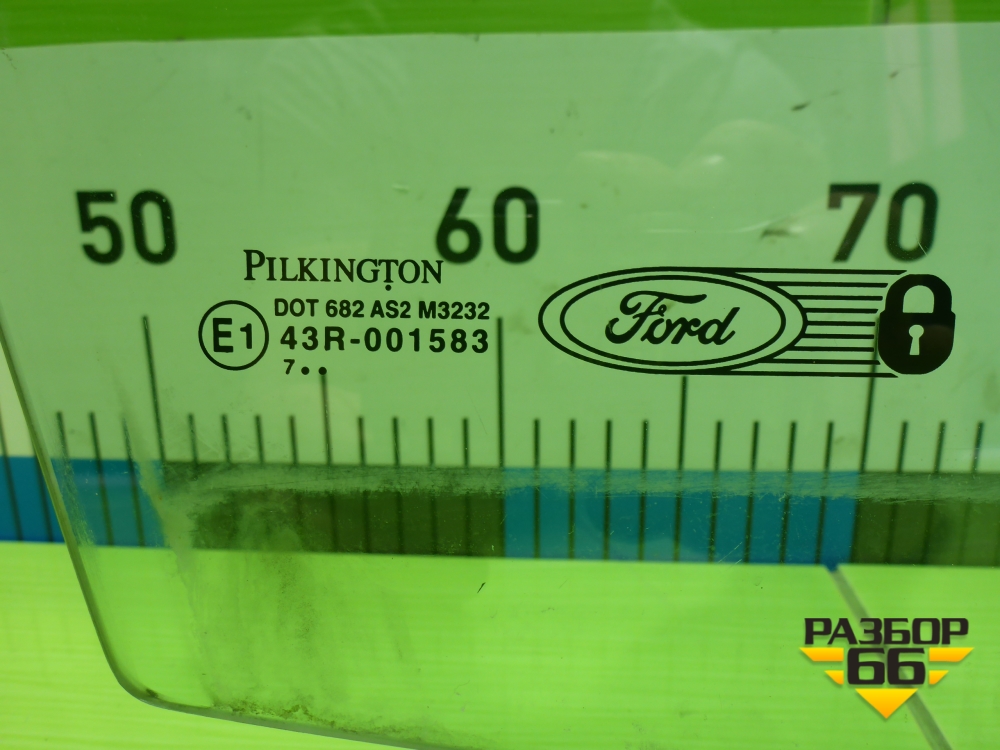 50 60 70
PILKINGTON
DOT 682 AS2 M3232
E1 43R-001583
7••
Ford
РАЗБОР
66